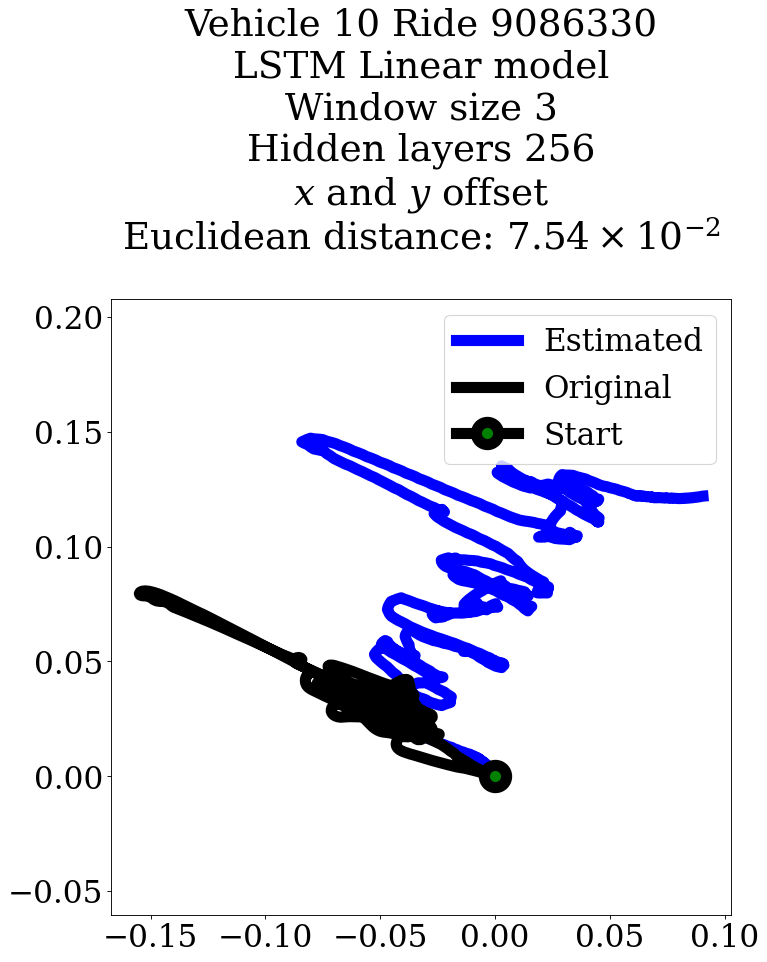 Vehicle 10 Ride 9086330
LSTM Linear model
Window size 3
Hidden layers 256
x and y offset
Euclidean distance: 7.54 × 10⁻²
Estimated
Original
Start
0.20
0.15
0.10
0.05
0.00
−0.05
−0.15 −0.10 −0.05 0.00 0.05 0.10